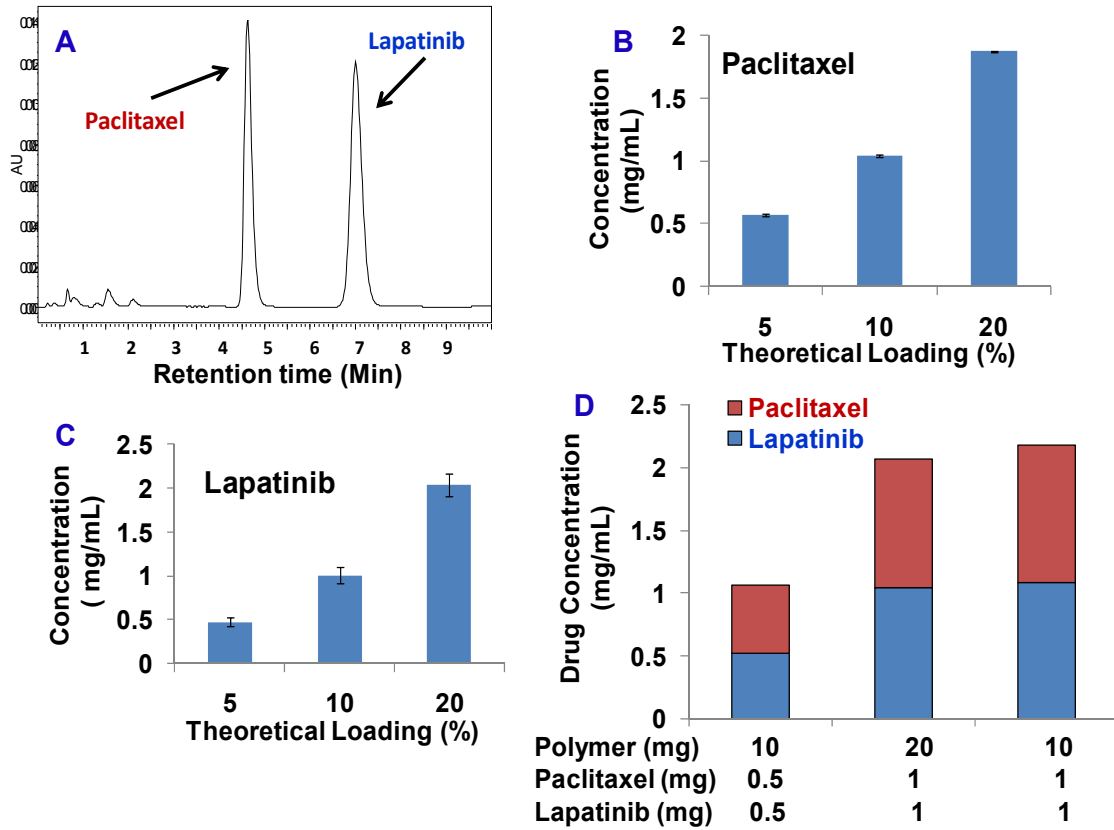 A
Paclitaxel
Lapatinib
AU
1 2 3 4 5 6 7 8 9
Retention time (Min)
B
Paclitaxel
Concentration
(mg/mL)
2
1.5
1
0.5
0
5 10 20
Theoretical Loading (%)
C
Lapatinib
Concentration
( mg/mL)
2.5
2
1.5
1
0.5
0
5 10 20
Theoretical Loading (%)
D
Paclitaxel
Lapatinib
Drug Concentration
(mg/mL)
2.5
2
1.5
1
0.5
0
Polymer (mg) 10 20 10
Paclitaxel (mg) 0.5 1 1
Lapatinib (mg) 0.5 1 1